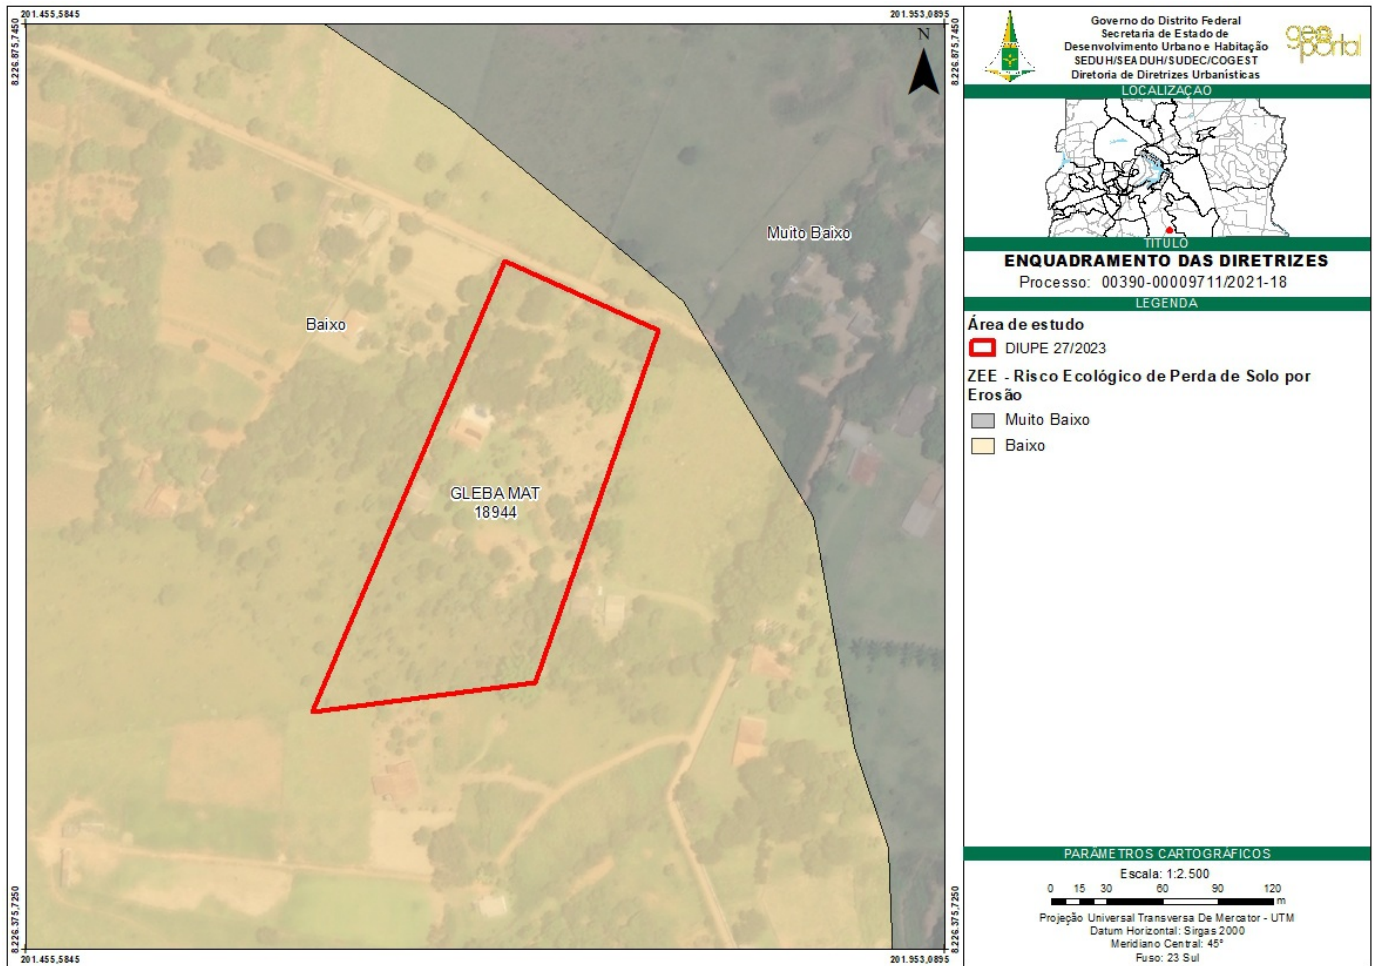 201.455,5845
201.953,0895
8.226.875,7450
8.226.875,7450
N
Muito Baixo
Baixo
GLEBA MAT
18944
8.226.375,7250
8.226.375,7250
201.455,5845
201.953,0895
Governo do Distrito Federal
Secretaria de Estado de
Desenvolvimento Urbano e Habitação
SEDUH/SEADUH/SUDEC/COGEST
Diretoria de Diretrizes Urbanísticas
geo
portal
LOCALIZAÇÃO
TÍTULO
ENQUADRAMENTO DAS DIRETRIZES
Processo: 00390-00009711/2021-18
LEGENDA
Área de estudo
DIUPE 27/2023
ZEE - Risco Ecológico de Perda de Solo por
Erosão
Muito Baixo
Baixo
PARÂMETROS CARTOGRÁFICOS
Escala: 1:2.500
0 15 30 60 90 120
m
Projeção Universal Transversa De Mercator - UTM
Datum Horizontal: Sirgas 2000
Meridiano Central: 45°
Fuso: 23 Sul